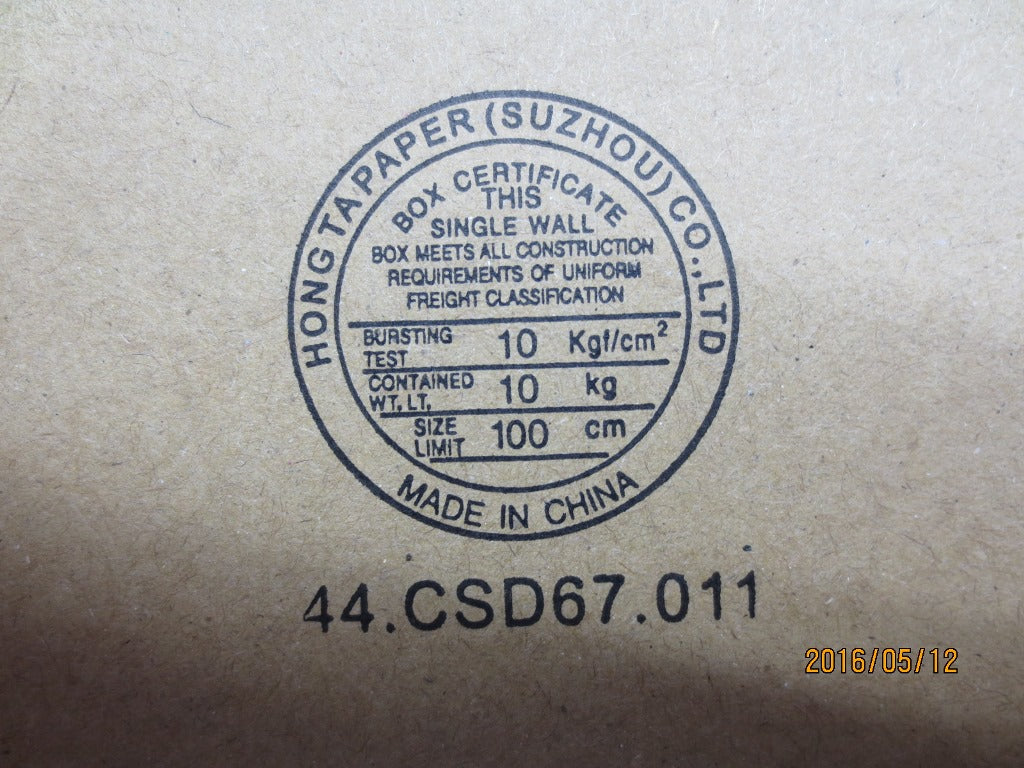 HONG TA PAPER (SUZHOU) CO.,LTD
BOX CERTIFICATE
THIS
SINGLE WALL
BOX MEETS ALL CONSTRUCTION
REQUIREMENTS OF UNIFORM
FREIGHT CLASSIFICATION
BURSTING TEST 10 Kgf/cm²
CONTAINED WT. LT. 10 kg
SIZE LIMIT 100 cm
MADE IN CHINA
44.CSD67.011
2016/05/12